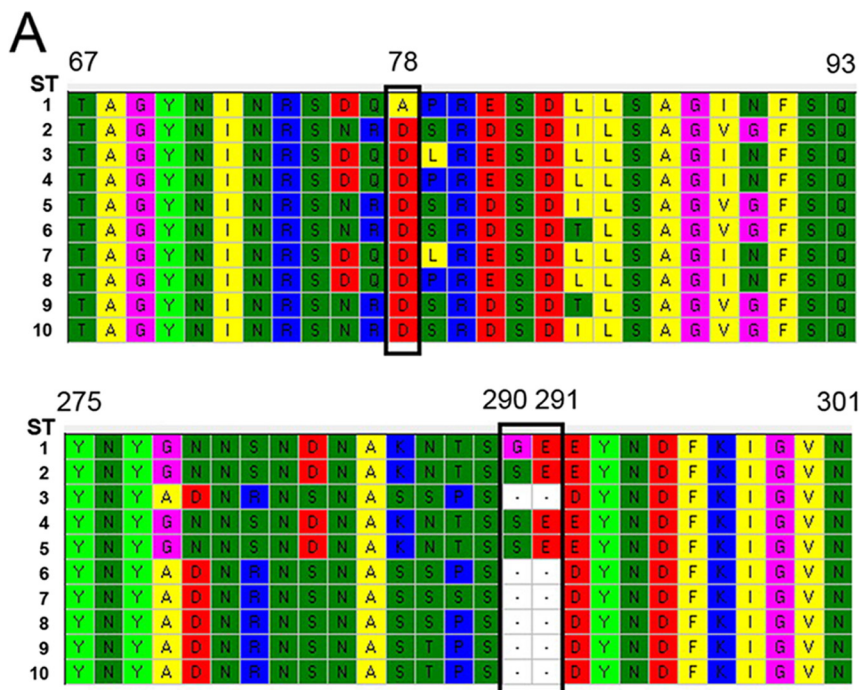 A
67 78 93
ST
1 T A G Y N I N R S D Q A P R E S D L L S A G I N F S Q
2 T A G Y N I N R S N R D S R D S D I L S A G V G F S Q
3 T A G Y N I N R S D Q D L R E S D L L S A G I N F S Q
4 T A G Y N I N R S D Q D P R E S D L L S A G I N F S Q
5 T A G Y N I N R S N R D S R D S D I L S A G V G F S Q
6 T A G Y N I N R S N R D S R D S D T L S A G V G F S Q
7 T A G Y N I N R S D Q D L R E S D L L S A G I N F S Q
8 T A G Y N I N R S D Q D P R E S D L L S A G I N F S Q
9 T A G Y N I N R S N R D S R D S D T L S A G V G F S Q
10 T A G Y N I N R S N R D S R D S D I L S A G V G F S Q
275 290 291 301
ST
1 Y N Y G N N S N D N A K N T S G E E Y N D F K I G V N
2 Y N Y G N N S N D N A K N T S S E E Y N D F K I G V N
3 Y N Y A D N R N S N A S S P S - - D Y N D F K I G V N
4 Y N Y G N N S N D N A K N T S S E E Y N D F K I G V N
5 Y N Y G N N S N D N A K N T S S E E Y N D F K I G V N
6 Y N Y A D N R N S N A S S P S - - D Y N D F K I G V N
7 Y N Y A D N R N S N A S S S S - - D Y N D F K I G V N
8 Y N Y A D N R N S N A S S P S - - D Y N D F K I G V N
9 Y N Y A D N R N S N A S T P S - - D Y N D F K I G V N
10 Y N Y A D N R N S N A S T P S - - D Y N D F K I G V N